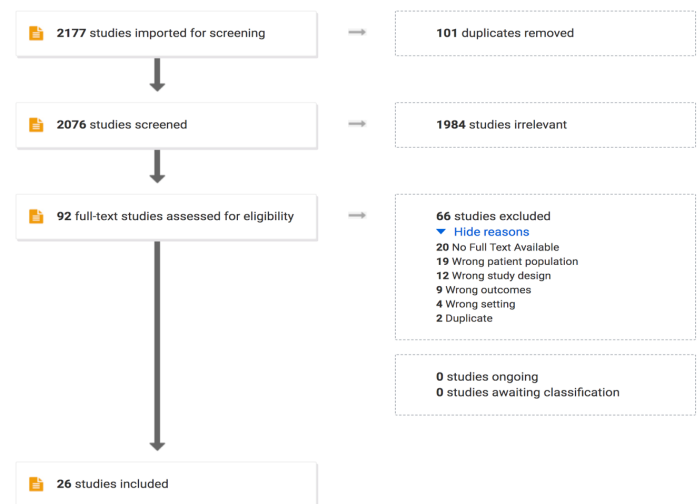 2177 studies imported for screening
101 duplicates removed
2076 studies screened
1984 studies irrelevant
92 full-text studies assessed for eligibility
66 studies excluded
Hide reasons
20 No Full Text Available
19 Wrong patient population
12 Wrong study design
9 Wrong outcomes
4 Wrong setting
2 Duplicate
0 studies ongoing
0 studies awaiting classification
26 studies included